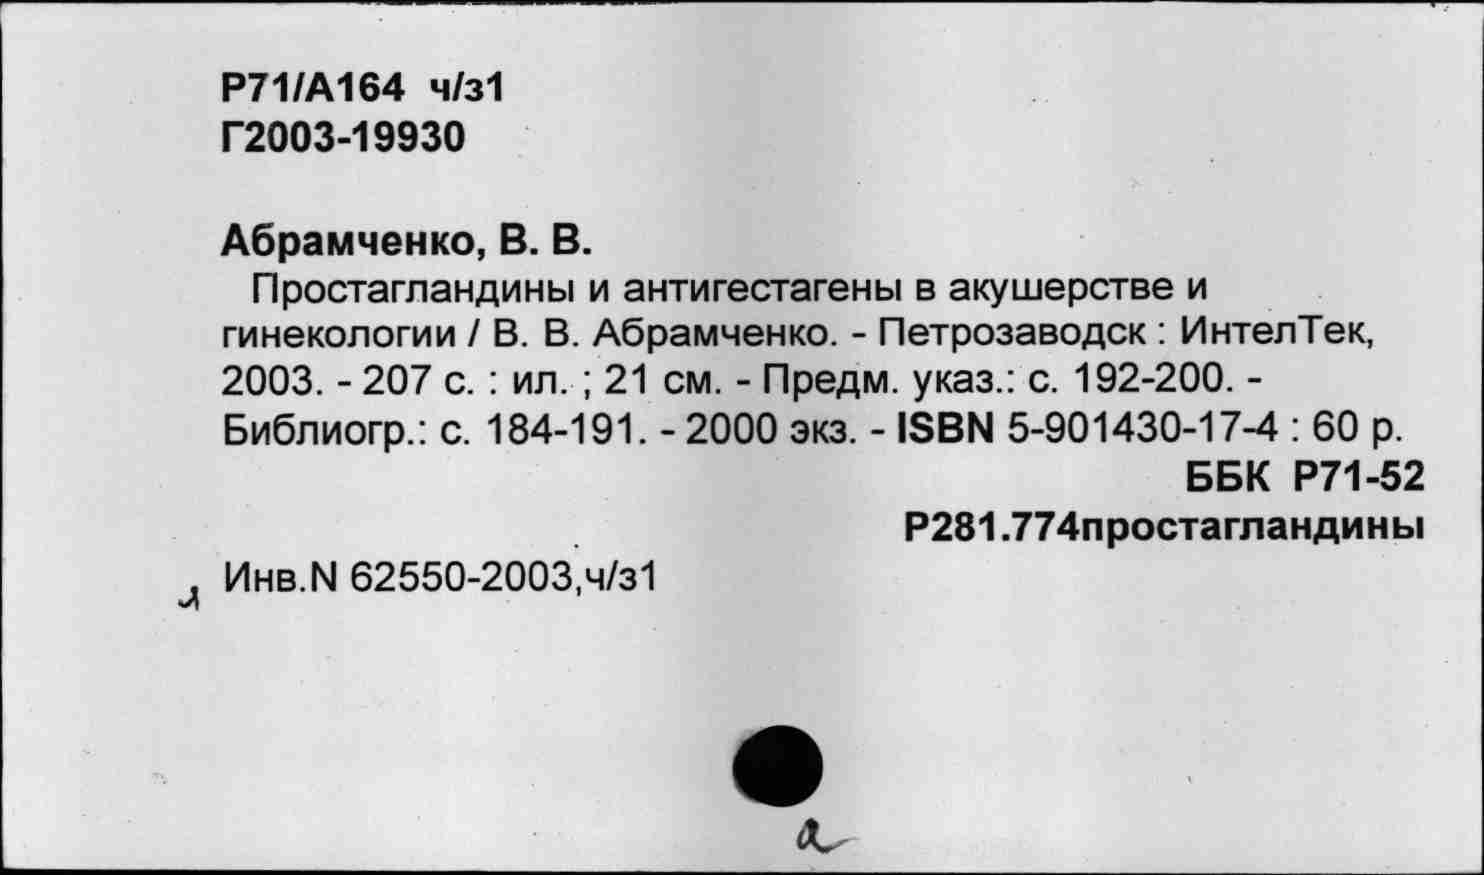 Р71/А164 ч/з1
Г2003-19930
Абрамченко, В. В.
Простагландины и антигестагены в акушерстве и
гинекологии / В. В. Абрамченко. - Петрозаводск : ИнтелТек,
2003. - 207 с. : ил. ; 21 см. - Предм. указ.: с. 192-200. -
Библиогр.: с. 184-191. - 2000 экз. - ISBN 5-901430-17-4 : 60 р.
ББК Р71-52
Р281.774простагландины
Инв.N 62550-2003,ч/з1
а